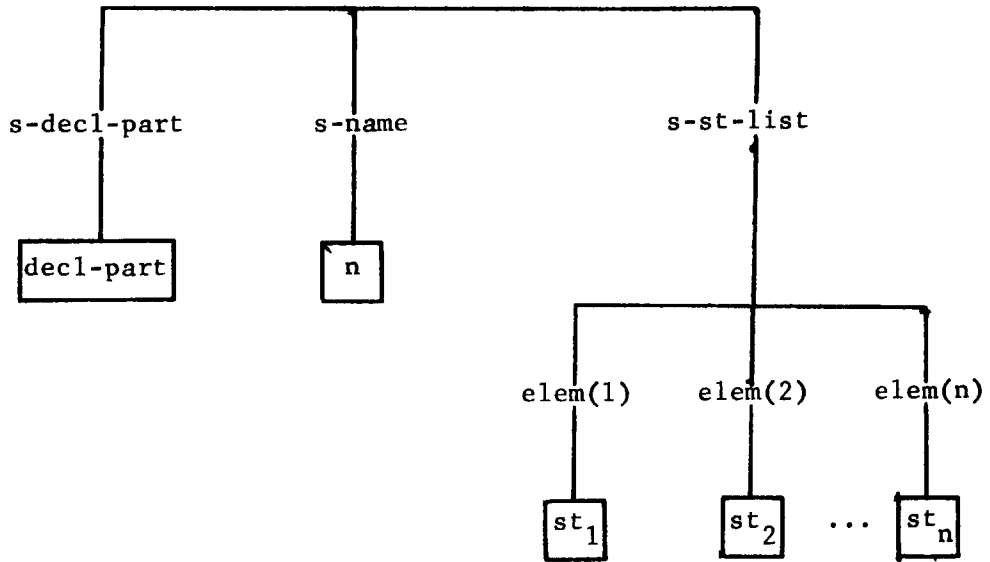 s-decl-part s-name s-st-list
decl-part n
elem(1) elem(2) elem(n)
st1 st2 ... stn